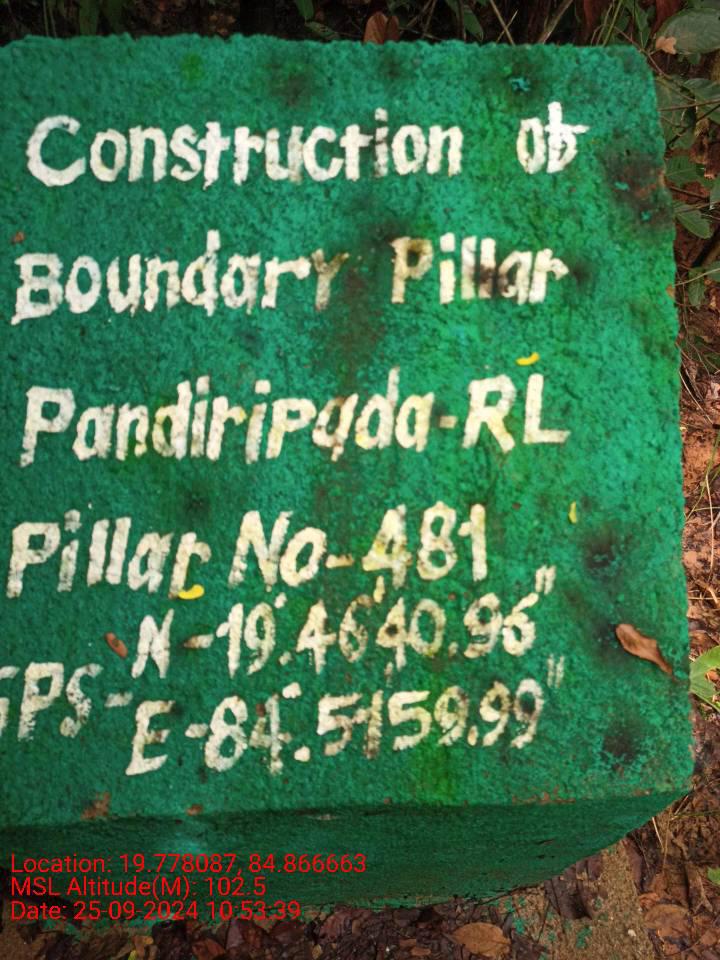 Construction of
Boundary Pillar
Pandiripada-RL
Pillar No-481
N-19°.46'40.96"
GPS-
E-84°.51'59.99"
Location: 19.778087, 84.866663
MSL Altitude(M): 102.5
Date: 25-09-2024 10:53:39